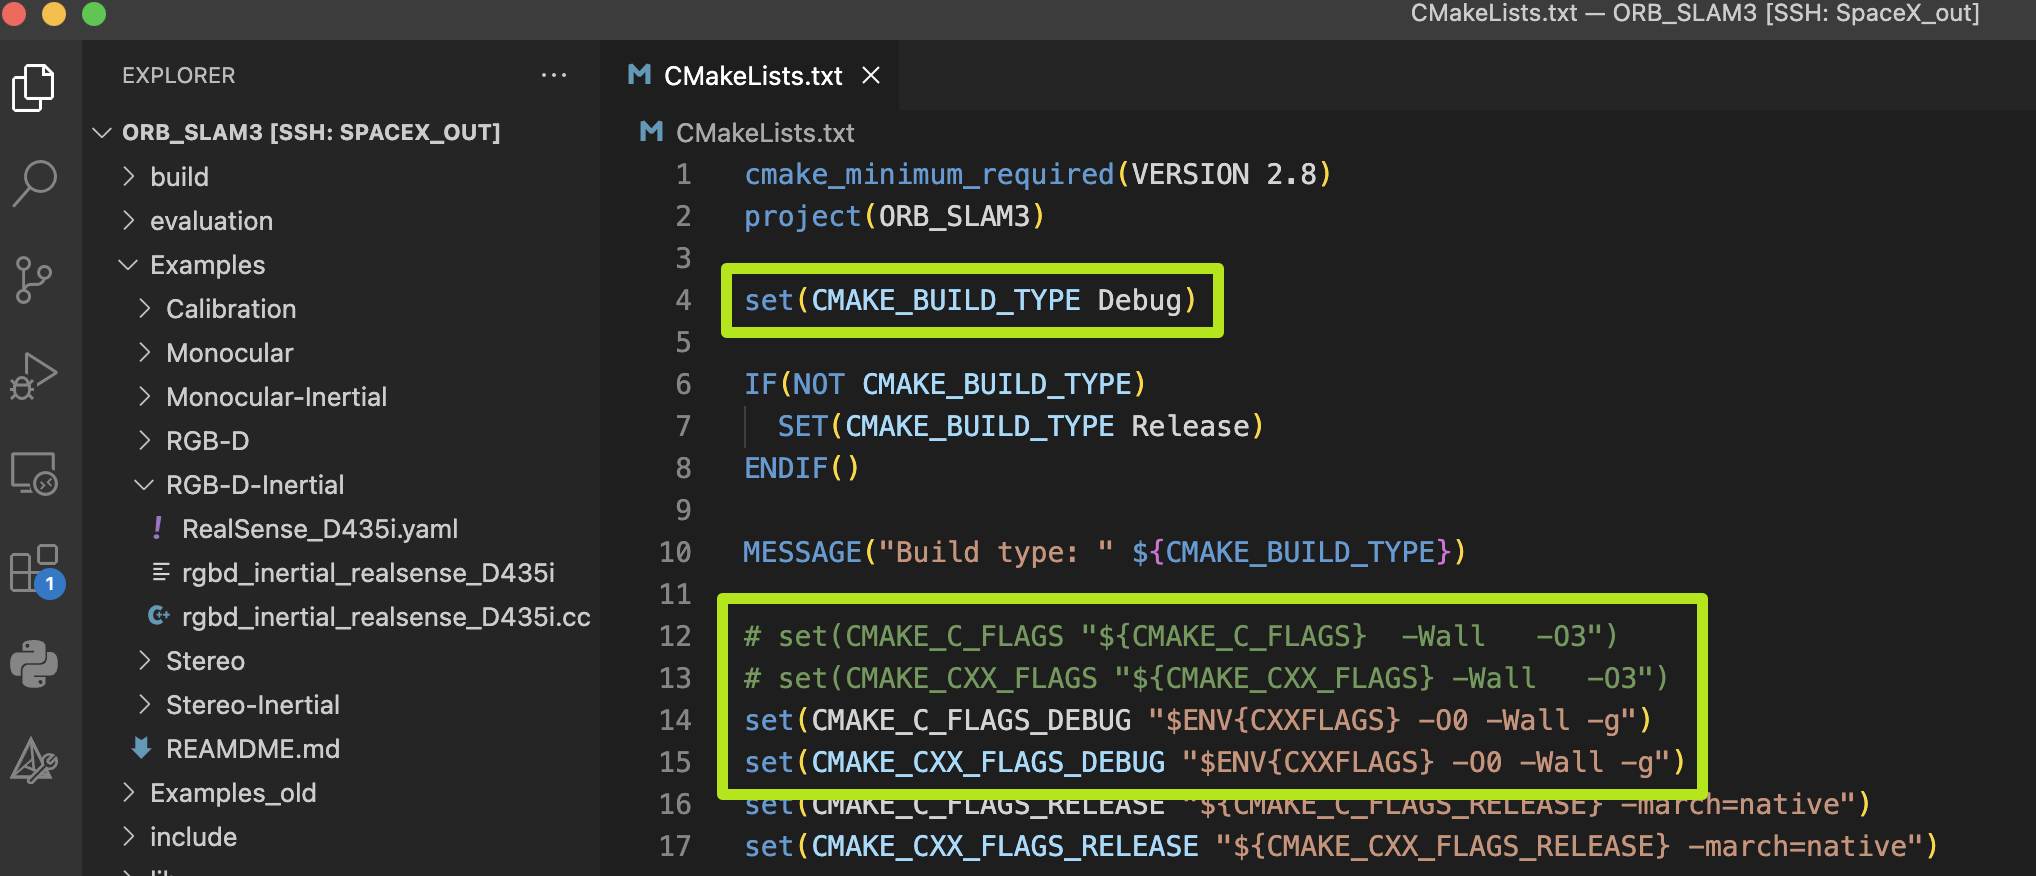 CMakeLists.txt — ORB_SLAM3 [SSH: SpaceX_out]
EXPLORER
ORB_SLAM3 [SSH: SPACEX_OUT]
build
evaluation
Examples
Calibration
Monocular
Monocular-Inertial
RGB-D
RGB-D-Inertial
! RealSense_D435i.yaml
rgbd_inertial_realsense_D435i
rgbd_inertial_realsense_D435i.cc
Stereo
Stereo-Inertial
REAMDME.md
Examples_old
include
1
M CMakeLists.txt
M CMakeLists.txt
1 cmake_minimum_required(VERSION 2.8)
2 project(ORB_SLAM3)
3
4 set(CMAKE_BUILD_TYPE Debug)
5
6 IF(NOT CMAKE_BUILD_TYPE)
7 SET(CMAKE_BUILD_TYPE Release)
8 ENDIF()
9
10 MESSAGE("Build type: " ${CMAKE_BUILD_TYPE})
11
12 # set(CMAKE_C_FLAGS "${CMAKE_C_FLAGS}  -Wall   -O3")
13 # set(CMAKE_CXX_FLAGS "${CMAKE_CXX_FLAGS} -Wall   -O3")
14 set(CMAKE_C_FLAGS_DEBUG "$ENV{CXXFLAGS} -O0 -Wall -g")
15 set(CMAKE_CXX_FLAGS_DEBUG "$ENV{CXXFLAGS} -O0 -Wall -g")
16 set(CMAKE_C_FLAGS_RELEASE "${CMAKE_C_FLAGS_RELEASE} -march=native")
17 set(CMAKE_CXX_FLAGS_RELEASE "${CMAKE_CXX_FLAGS_RELEASE} -march=native")